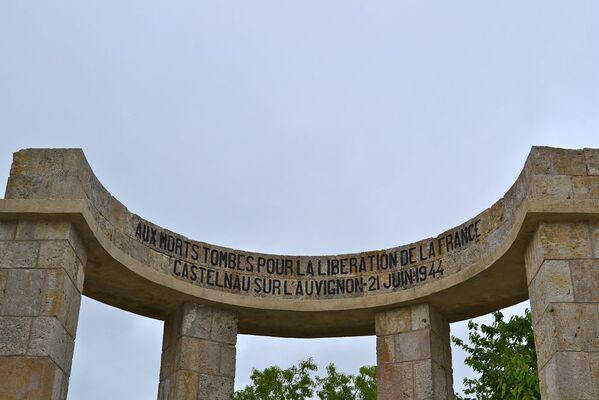 AUX MORTS TOMBES POUR LA LIBERATION DE LA FRANCE
CASTELNAU SUR L'AUVIGNON-21 JUIN·1944